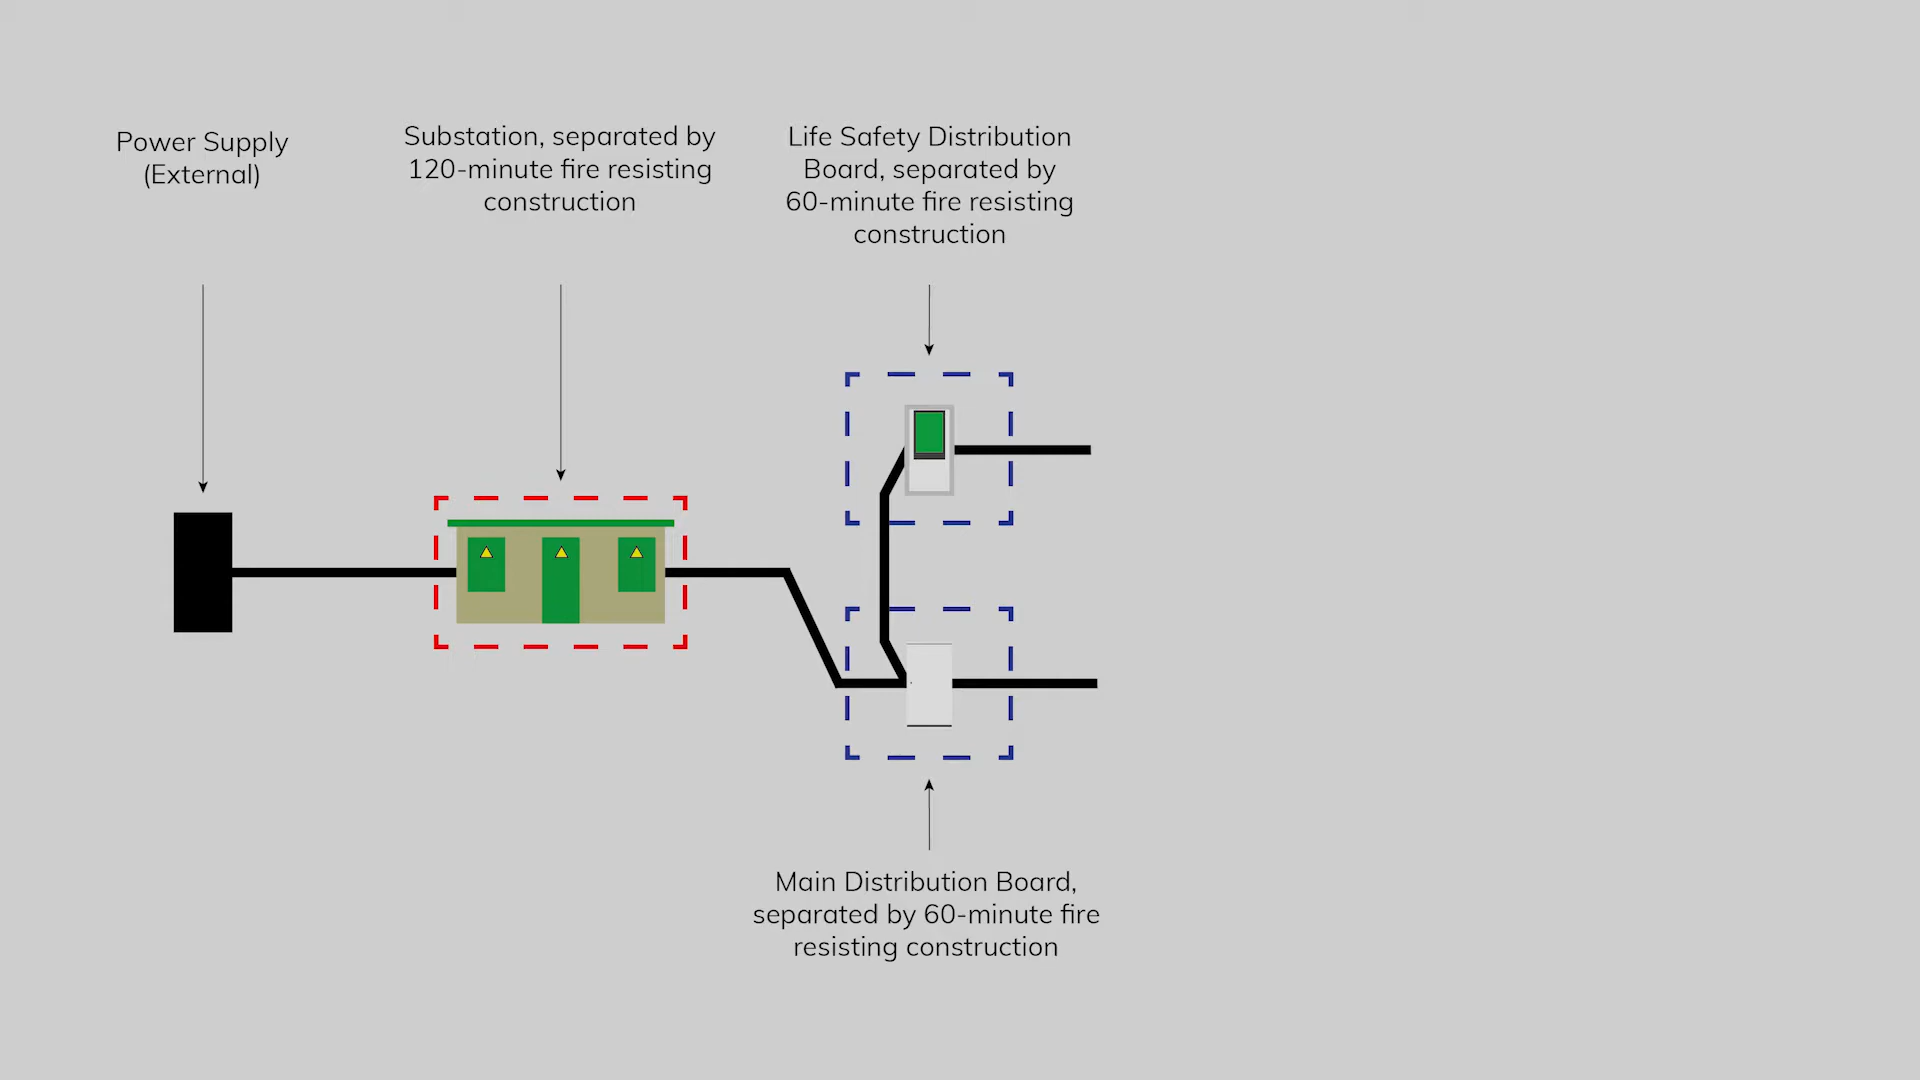 Power Supply
(External)
Substation, separated by
120-minute fire resisting
construction
Life Safety Distribution
Board, separated by
60-minute fire resisting
construction
Main Distribution Board,
separated by 60-minute fire
resisting construction